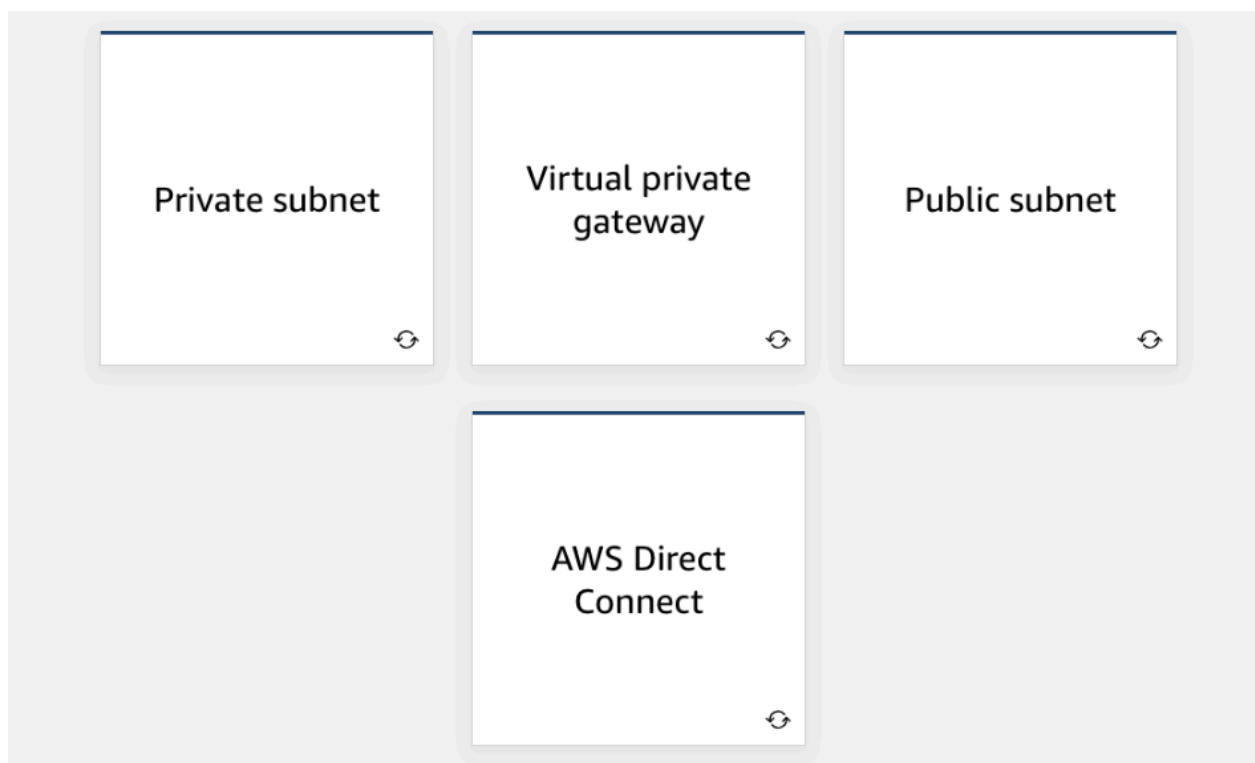 Private subnet
Virtual private
gateway
Public subnet
AWS Direct
Connect